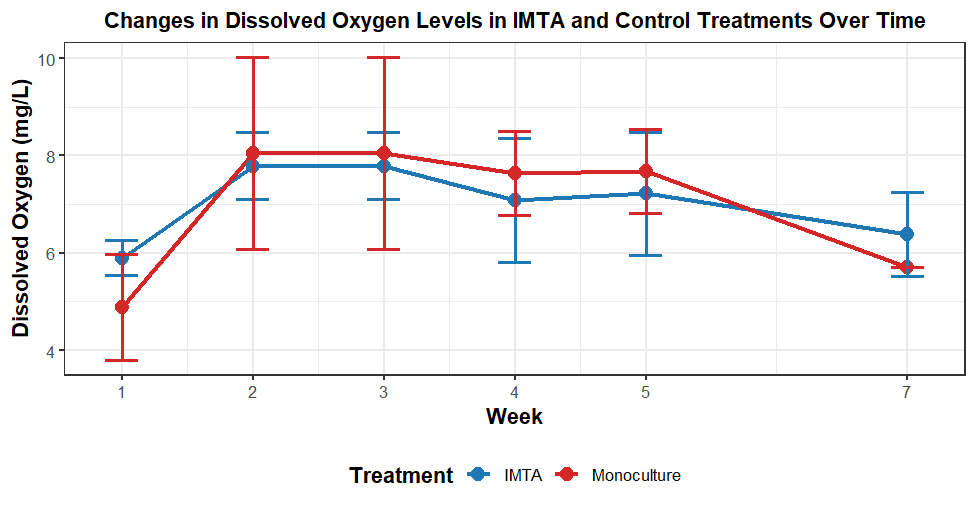 Changes in Dissolved Oxygen Levels in IMTA and Control Treatments Over Time
Dissolved Oxygen (mg/L)
10
8
6
4
1 2 3 4 5 7
Week
Treatment IMTA Monoculture